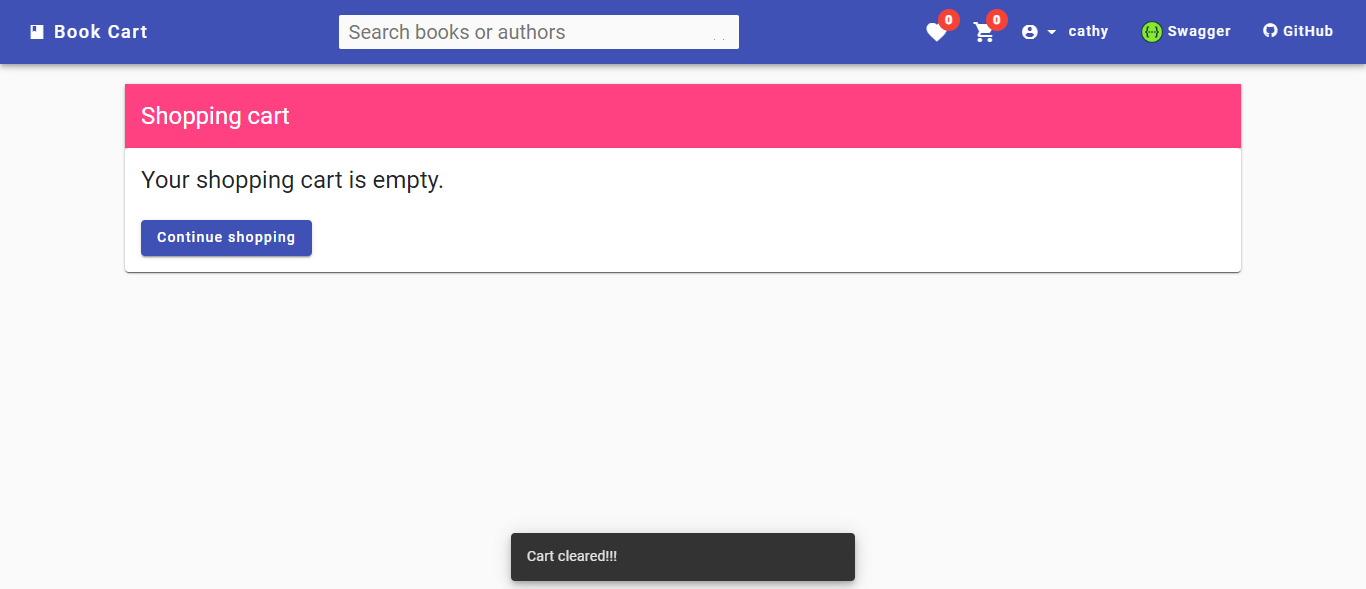 Book Cart
Search books or authors
0
0
cathy
{··}
Swagger
GitHub
Shopping cart
Your shopping cart is empty.
Continue shopping
Cart cleared!!!